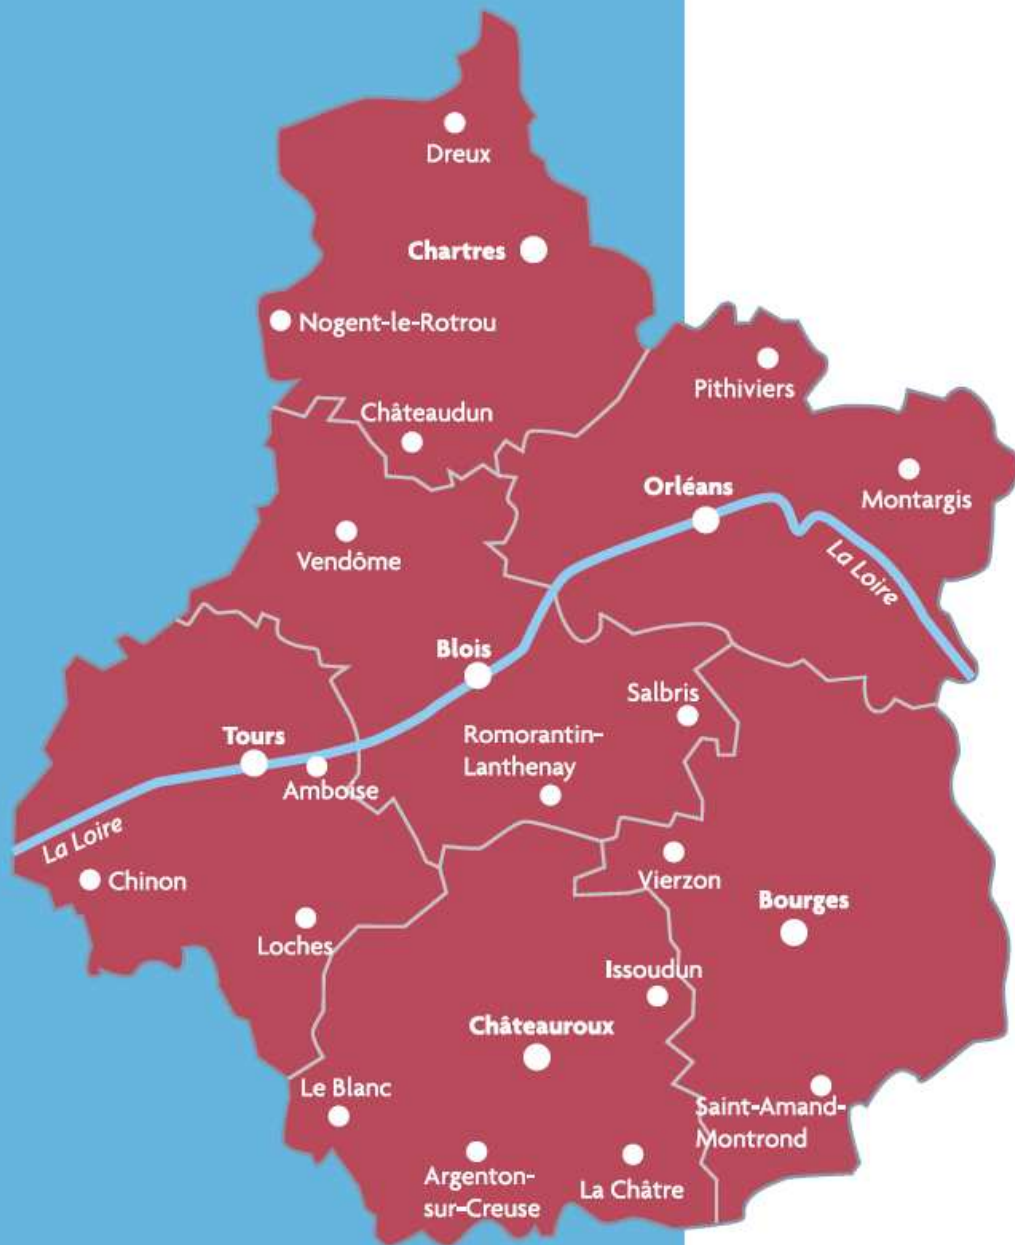 Dreux
Chartres
Nogent-le-Rotrou
Pithiviers
Châteaudun
Orléans
Montargis
Vendôme
La Loire
Blois
Salbris
Tours
Romorantin-
Lanthenay
Amboise
La Loire
Chinon
Vierzon
Bourges
Loches
Issoudun
Châteauroux
Le Blanc
Saint-Amand-
Montrond
Argenton-
sur-Creuse
La Châtre